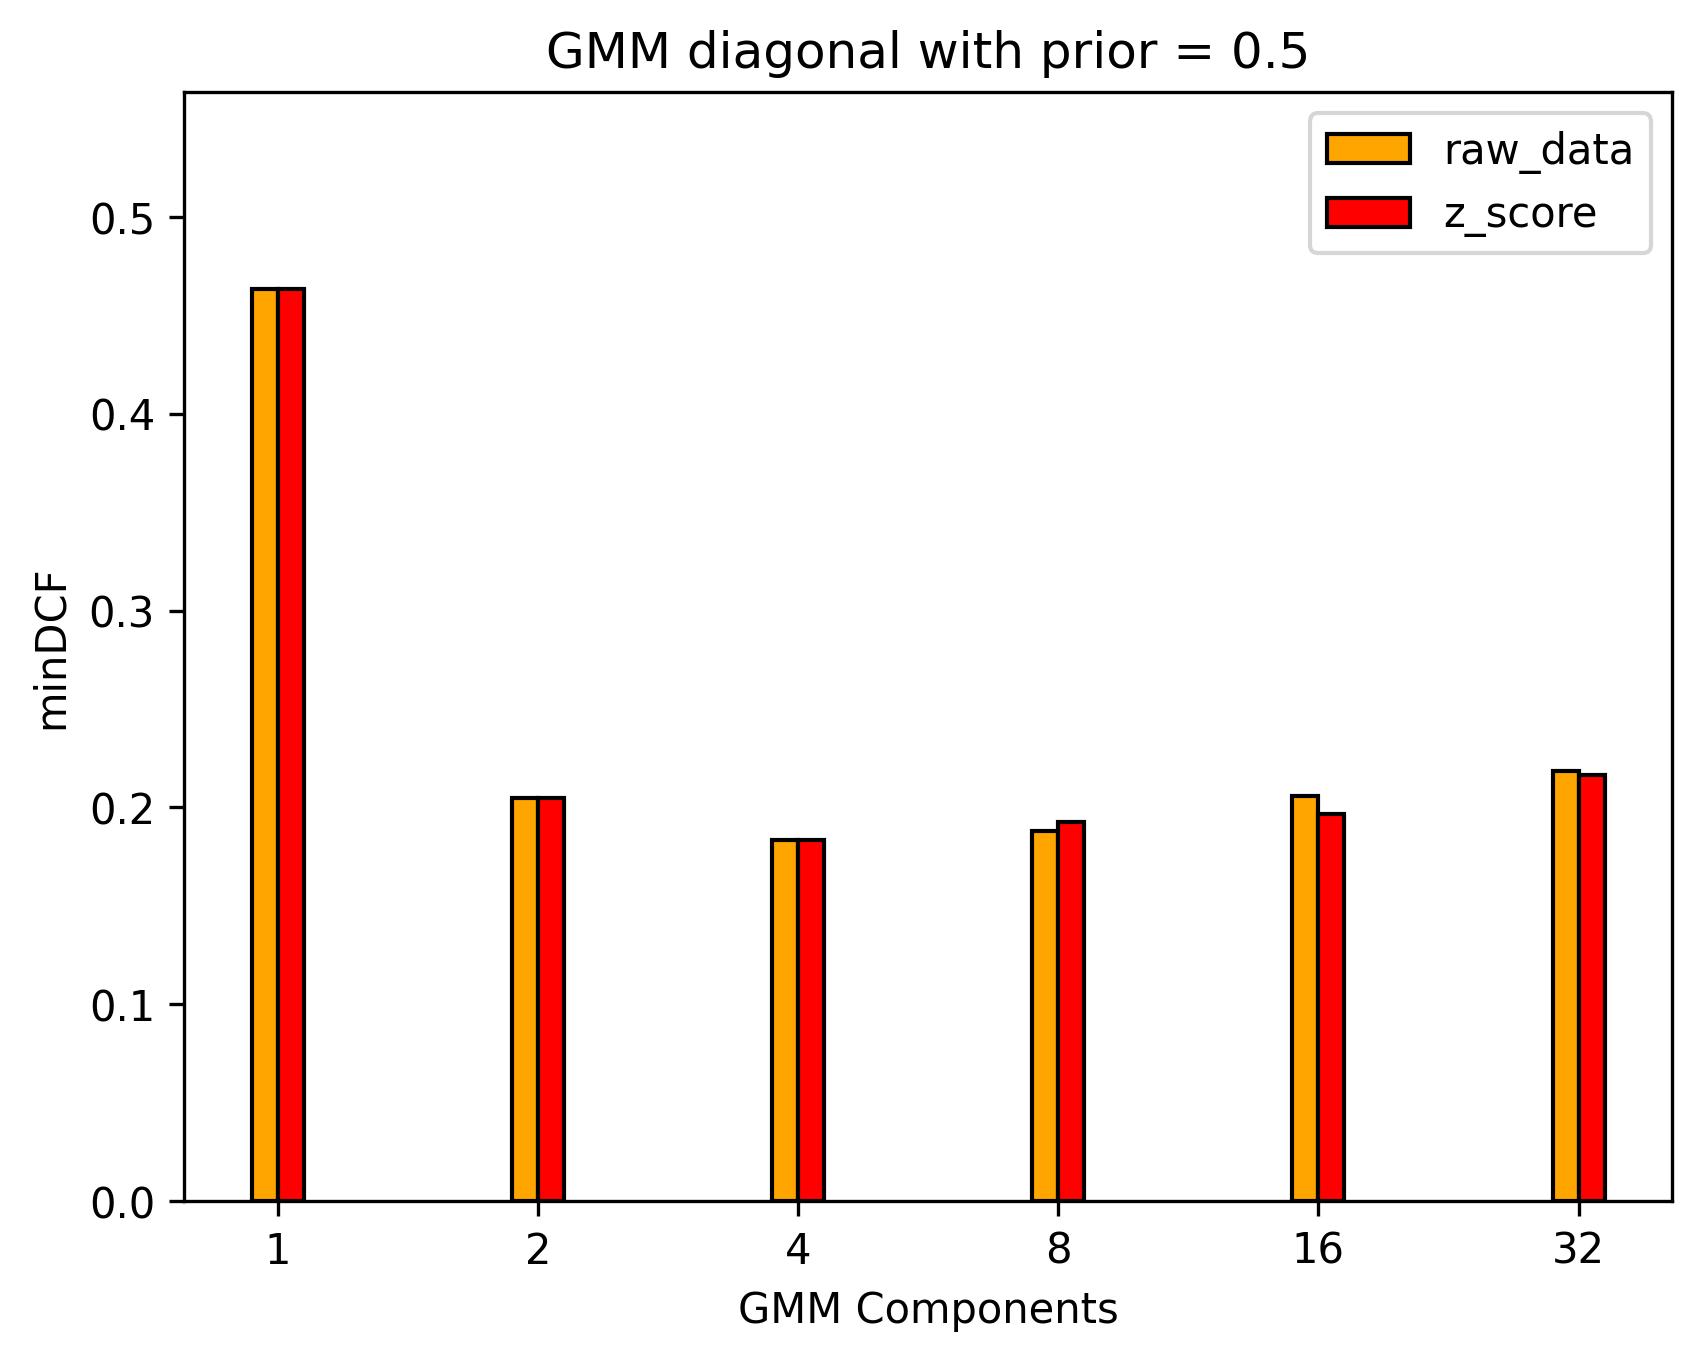 GMM diagonal with prior = 0.5
raw_data
z_score
0.5
0.4
0.3
0.2
0.1
0.0
minDCF
1 2 4 8 16 32
GMM Components